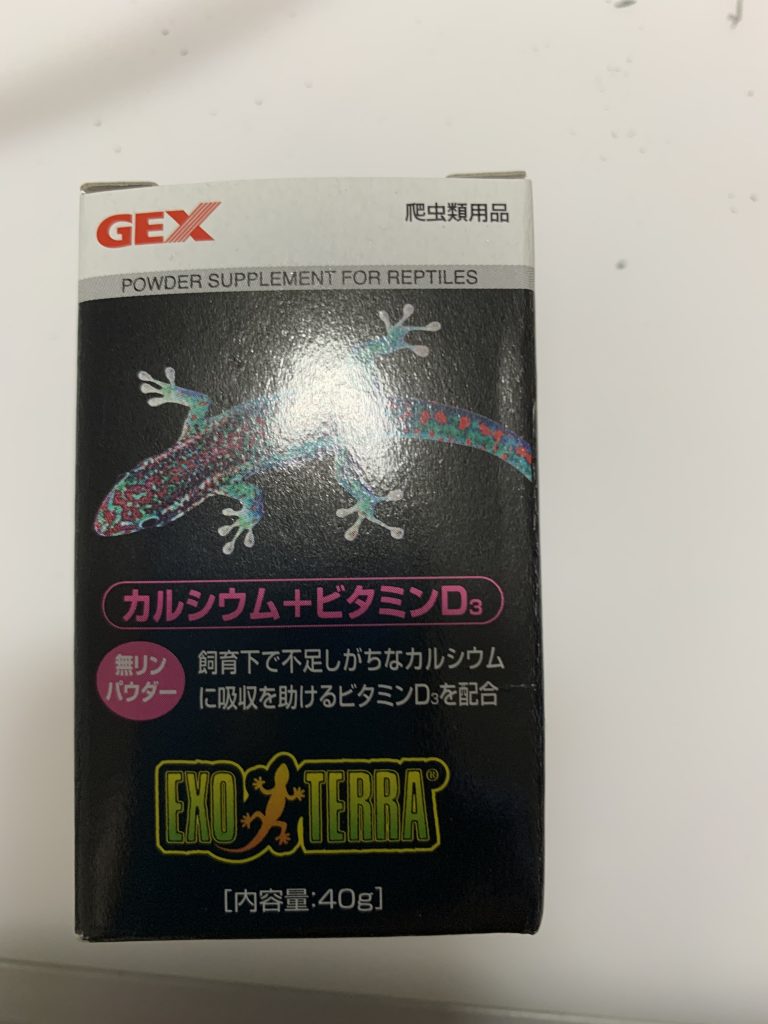 GEX
爬虫類用品
POWDER SUPPLEMENT FOR REPTILES
カルシウム+ビタミンD₃
無リン
パウダー
飼育下で不足しがちなカルシウム
に吸収を助けるビタミンD₃を配合
EXO TERRA®
[内容量:40g]